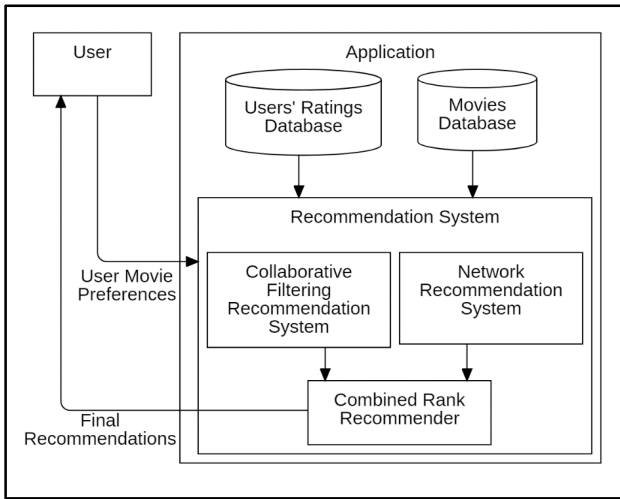 User
Application
Users' Ratings
Database
Movies
Database
Recommendation System
User Movie
Preferences
Collaborative
Filtering
Recommendation
System
Network
Recommendation
System
Combined Rank
Recommender
Final
Recommendations